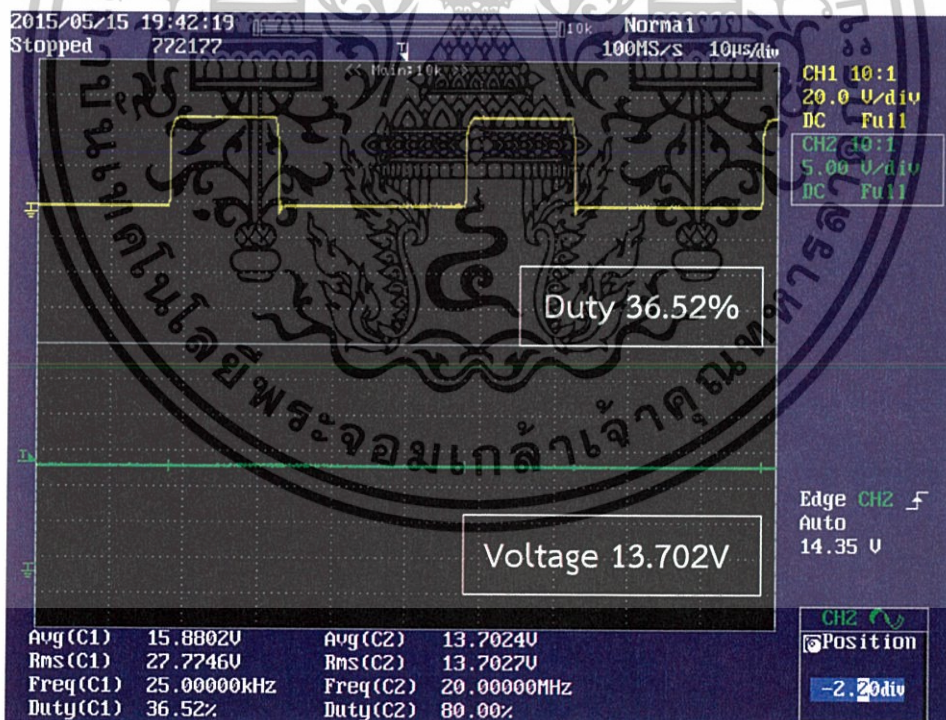 2015/05/15 19:42:19
10k
Normal
Stopped
772177
100MS/s
10µs/div
<< Main:10k >>
CH1 10:1
20.0 V/div
DC Full
CH2 10:1
5.00 V/div
DC Full
Duty 36.52%
Edge CH2
Auto
14.35 V
Voltage 13.702V
Avg(C1) 15.8802V
Avg(C2) 13.7024V
Rms(C1) 27.7746V
Rms(C2) 13.7027V
Freq(C1) 25.00000kHz
Freq(C2) 20.00000MHz
Duty(C1) 36.52%
Duty(C2) 80.00%
CH2
Position
-2.20div